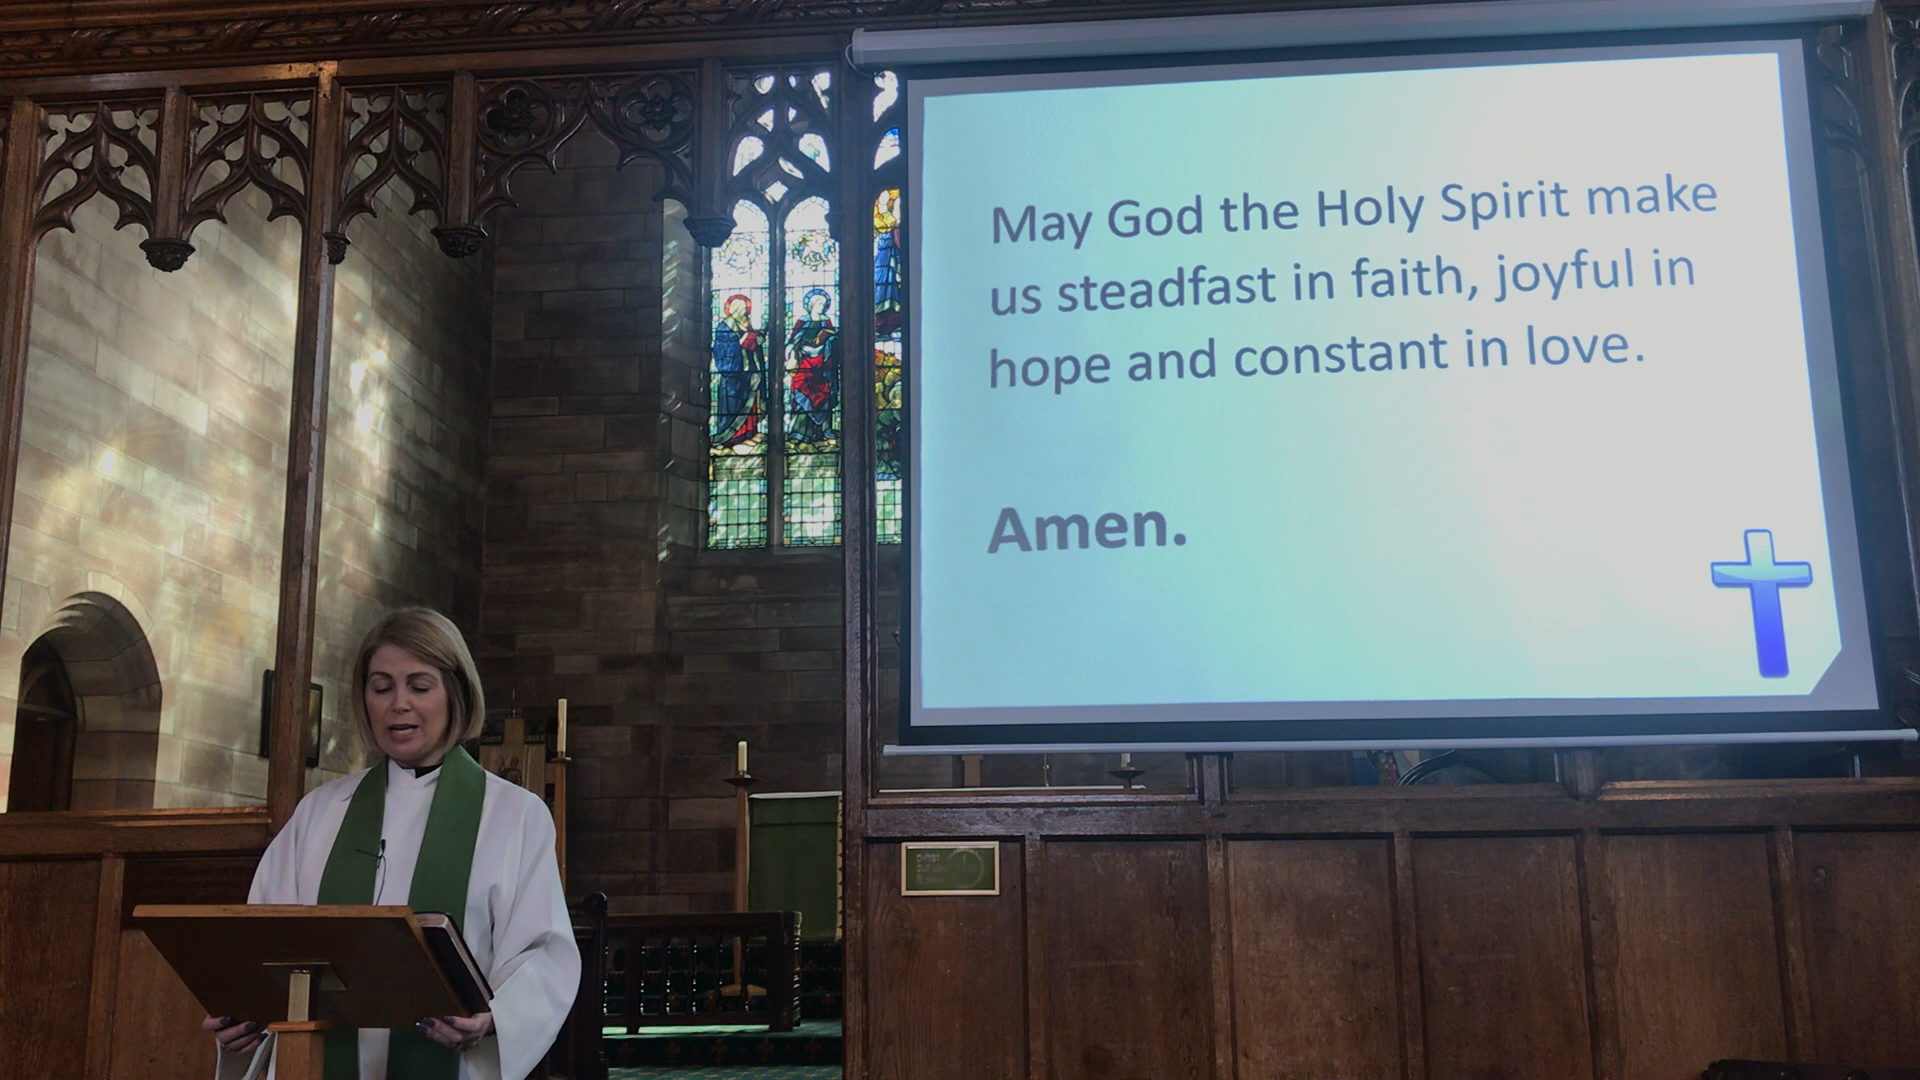 May God the Holy Spirit make
us steadfast in faith, joyful in
hope and constant in love.
Amen.